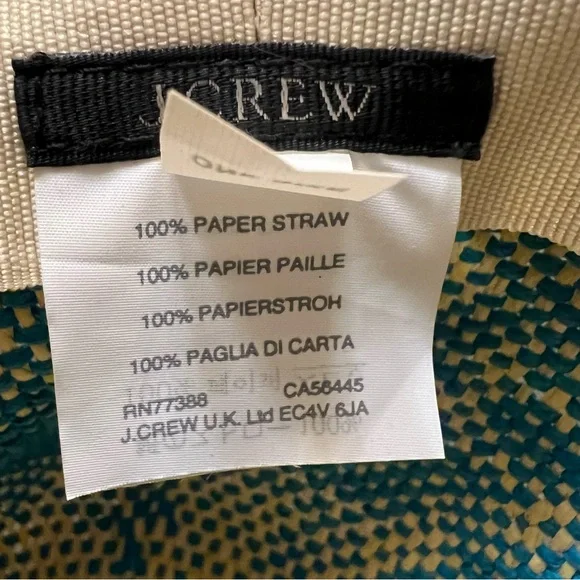 J.CREW
100% PAPER STRAW
100% PAPIER PAILLE
100% PAPIERSTROH
100% PAGLIA DI CARTA
RN77388 CA56445
J.CREW U.K. Ltd EC4V 6JA